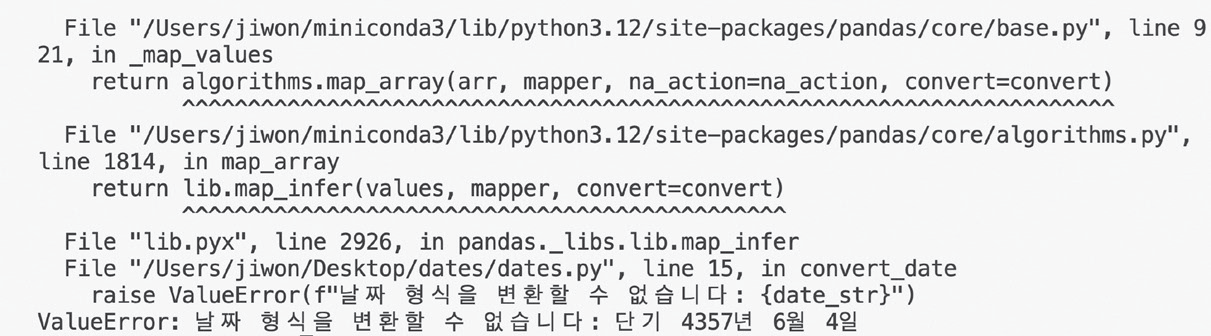 File "/Users/jiwon/miniconda3/lib/python3.12/site-packages/pandas/core/base.py", line 9
21, in _map_values
return algorithms.map_array(arr, mapper, na_action=na_action, convert=convert)
^^^^^^^^^^^^^^^^^^^^^^^^^^^^^^^^^^^^^^^^^^^^^^^^^^^^^^^^^^^^^^^^^^^^^^^
File "/Users/jiwon/miniconda3/lib/python3.12/site-packages/pandas/core/algorithms.py",
line 1814, in map_array
return lib.map_infer(values, mapper, convert=convert)
^^^^^^^^^^^^^^^^^^^^^^^^^^^^^^^^^^^^^^^^^^^^^^
File "lib.pyx", line 2926, in pandas._libs.lib.map_infer
File "/Users/jiwon/Desktop/dates/dates.py", line 15, in convert_date
raise ValueError(f"날짜 형식을 변환할 수 없습니다: {date_str}")
ValueError: 날짜 형식을 변환할 수 없습니다: 단기 4357년 6월 4일